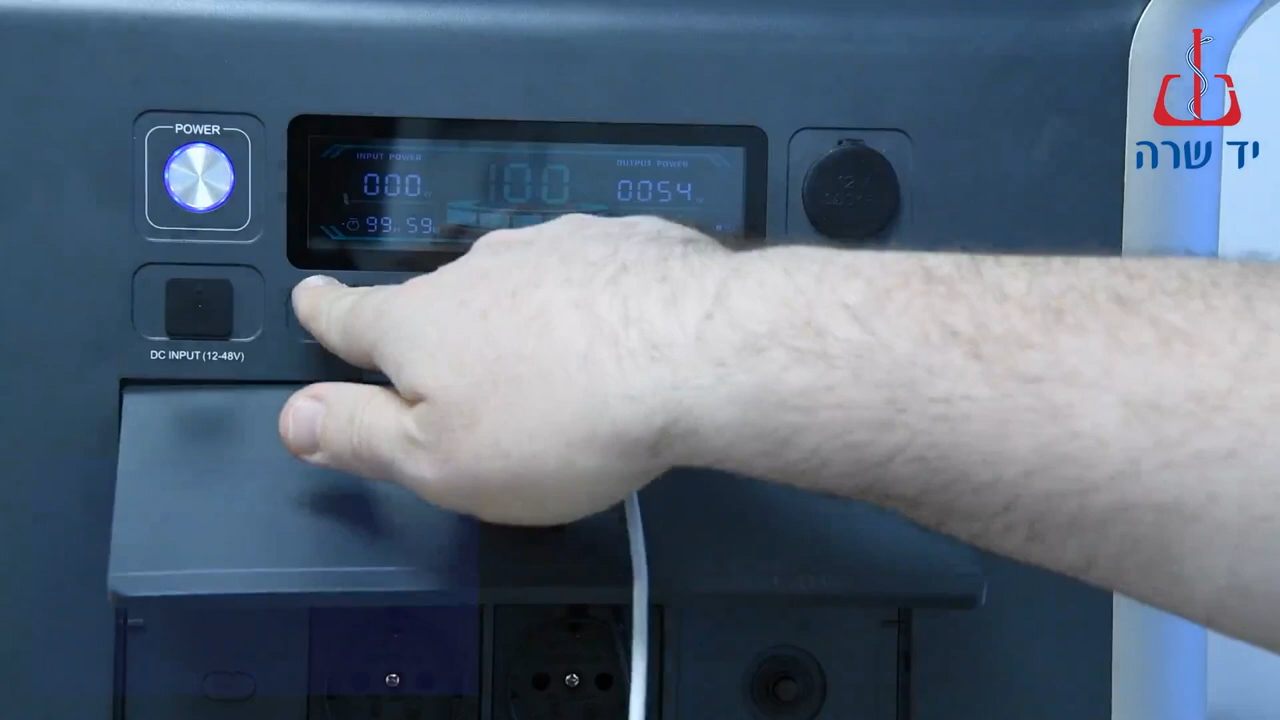 יד שרה
POWER
INPUT POWER
000
99 59
100
OUTPUT POWER
0054
DC INPUT (12-48V)